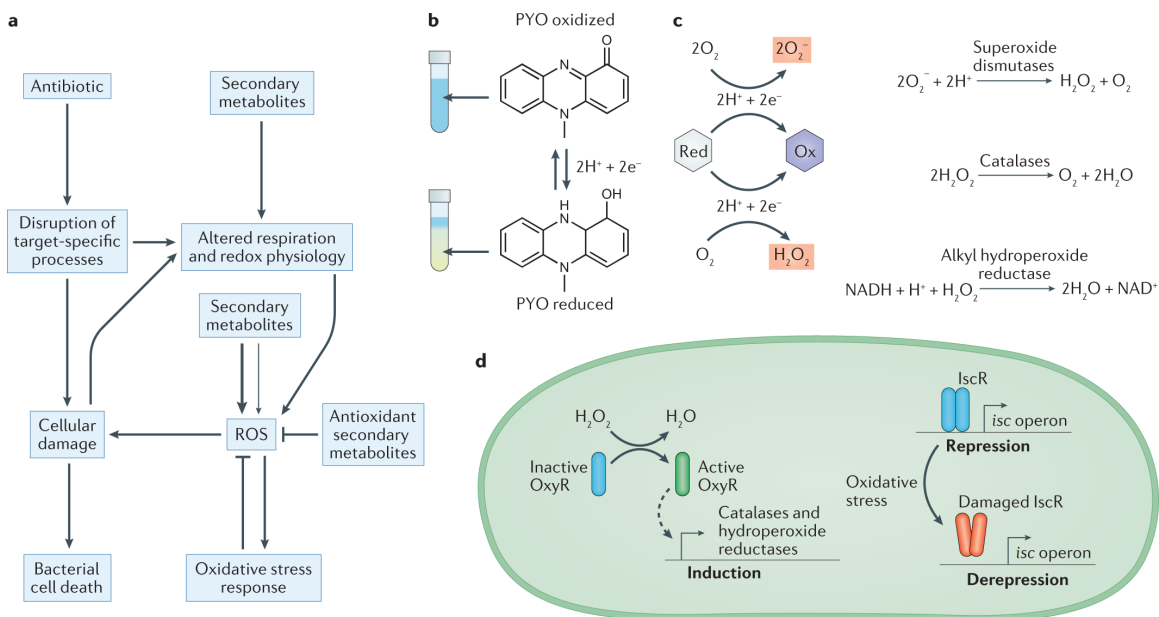 a
Antibiotic
Secondary
metabolites
Disruption of
target-specific
processes
Altered respiration
and redox physiology
Secondary
metabolites
Cellular
damage
ROS
Antioxidant
secondary
metabolites
Bacterial
cell death
Oxidative stress
response
b
PYO oxidized
O
N
N
2H⁺ + 2e⁻
H
N
OH
N
PYO reduced
c
2O₂
2O₂⁻
2H⁺ + 2e⁻
Red
Ox
2H⁺ + 2e⁻
O₂
H₂O₂
Superoxide
dismutases
2O₂⁻ + 2H⁺
H₂O₂ + O₂
Catalases
2H₂O₂
O₂ + 2H₂O
Alkyl hydroperoxide
reductase
NADH + H⁺ + H₂O₂
2H₂O + NAD⁺
d
H₂O₂
H₂O
Inactive
OxyR
Active
OxyR
Catalases and
hydroperoxide
reductases
Induction
IscR
isc operon
Repression
Oxidative
stress
Damaged IscR
isc operon
Derepression